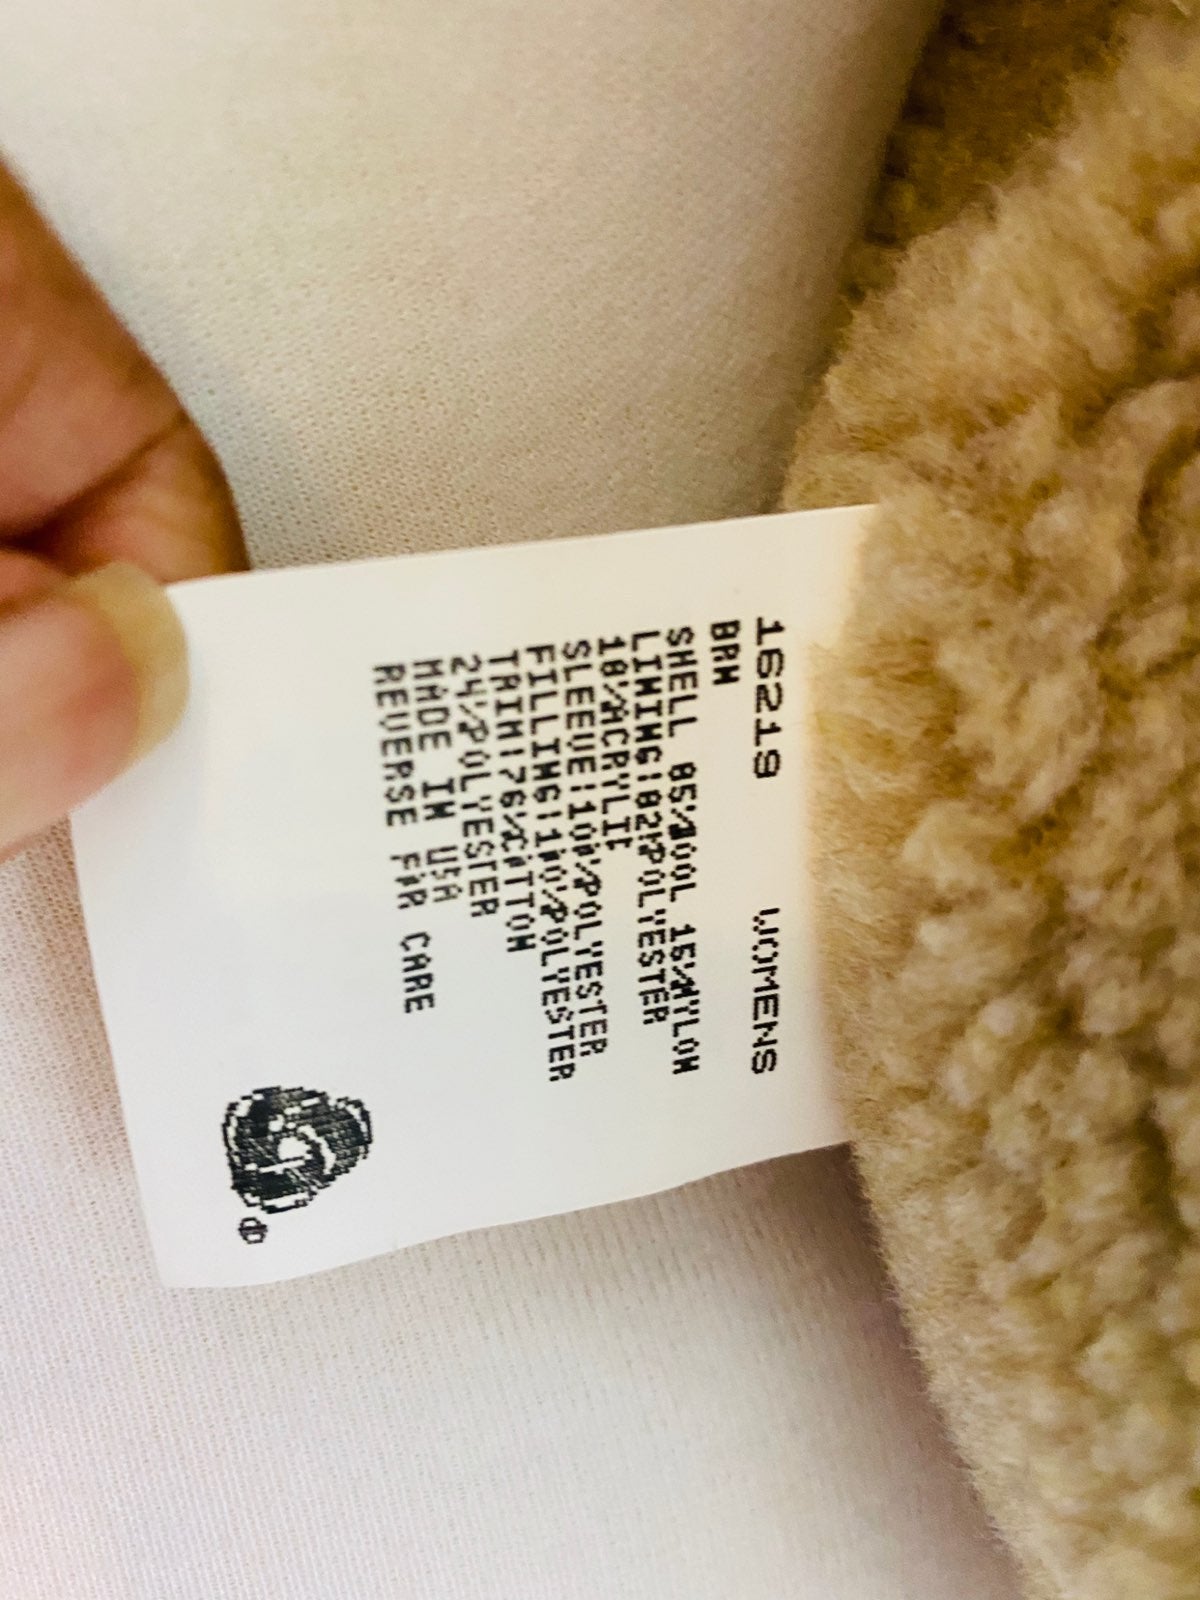 16219 WOMENS
BRM
SHELL 85%WOOL 15%NYLON
LINING:82%POLYESTER
18%ACRYLIC
SLEEVE:100%POLYESTER
FILLING:100%POLYESTER
TRIM:76%COTTON
24%POLYESTER
MADE IN USA
REVERSE FOR CARE